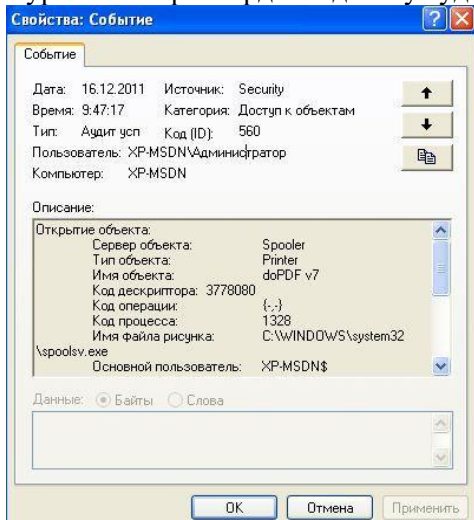 Свойства: Событие
Событие
Дата: 16.12.2011 Источник: Security
Время: 9:47:17 Категория: Доступ к объектам
Тип: Аудит усп Код (ID): 560
Пользователь: XP-MSDN\Администратор
Компьютер: XP-MSDN
Описание:
Открытие объекта:
Сервер объекта: Spooler
Тип объекта: Printer
Имя объекта: doPDF v7
Код дескриптора: 3778080
Код операции: {-,-}
Код процесса: 1328
Имя файла рисунка: C:\WINDOWS\system32
\spoolsv.exe
Основной пользователь: XP-MSDN$
Данные: Байты Слова
OK Отмена Применить